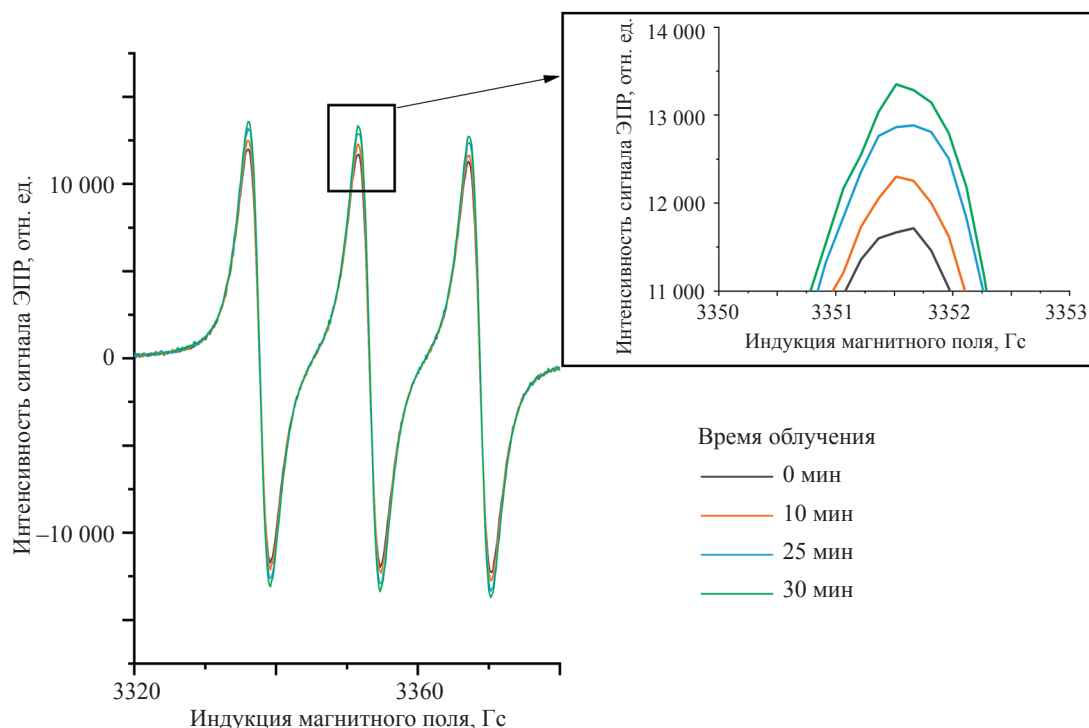 Интенсивность сигнала ЭПР, отн. ед.
10 000
0
–10 000
3320
3360
Индукция магнитного поля, Гс
Интенсивность сигнала ЭПР, отн. ед.
14 000
13 000
12 000
11 000
3350
3351
3352
3353
Индукция магнитного поля, Гс
Время облучения
0 мин
10 мин
25 мин
30 мин